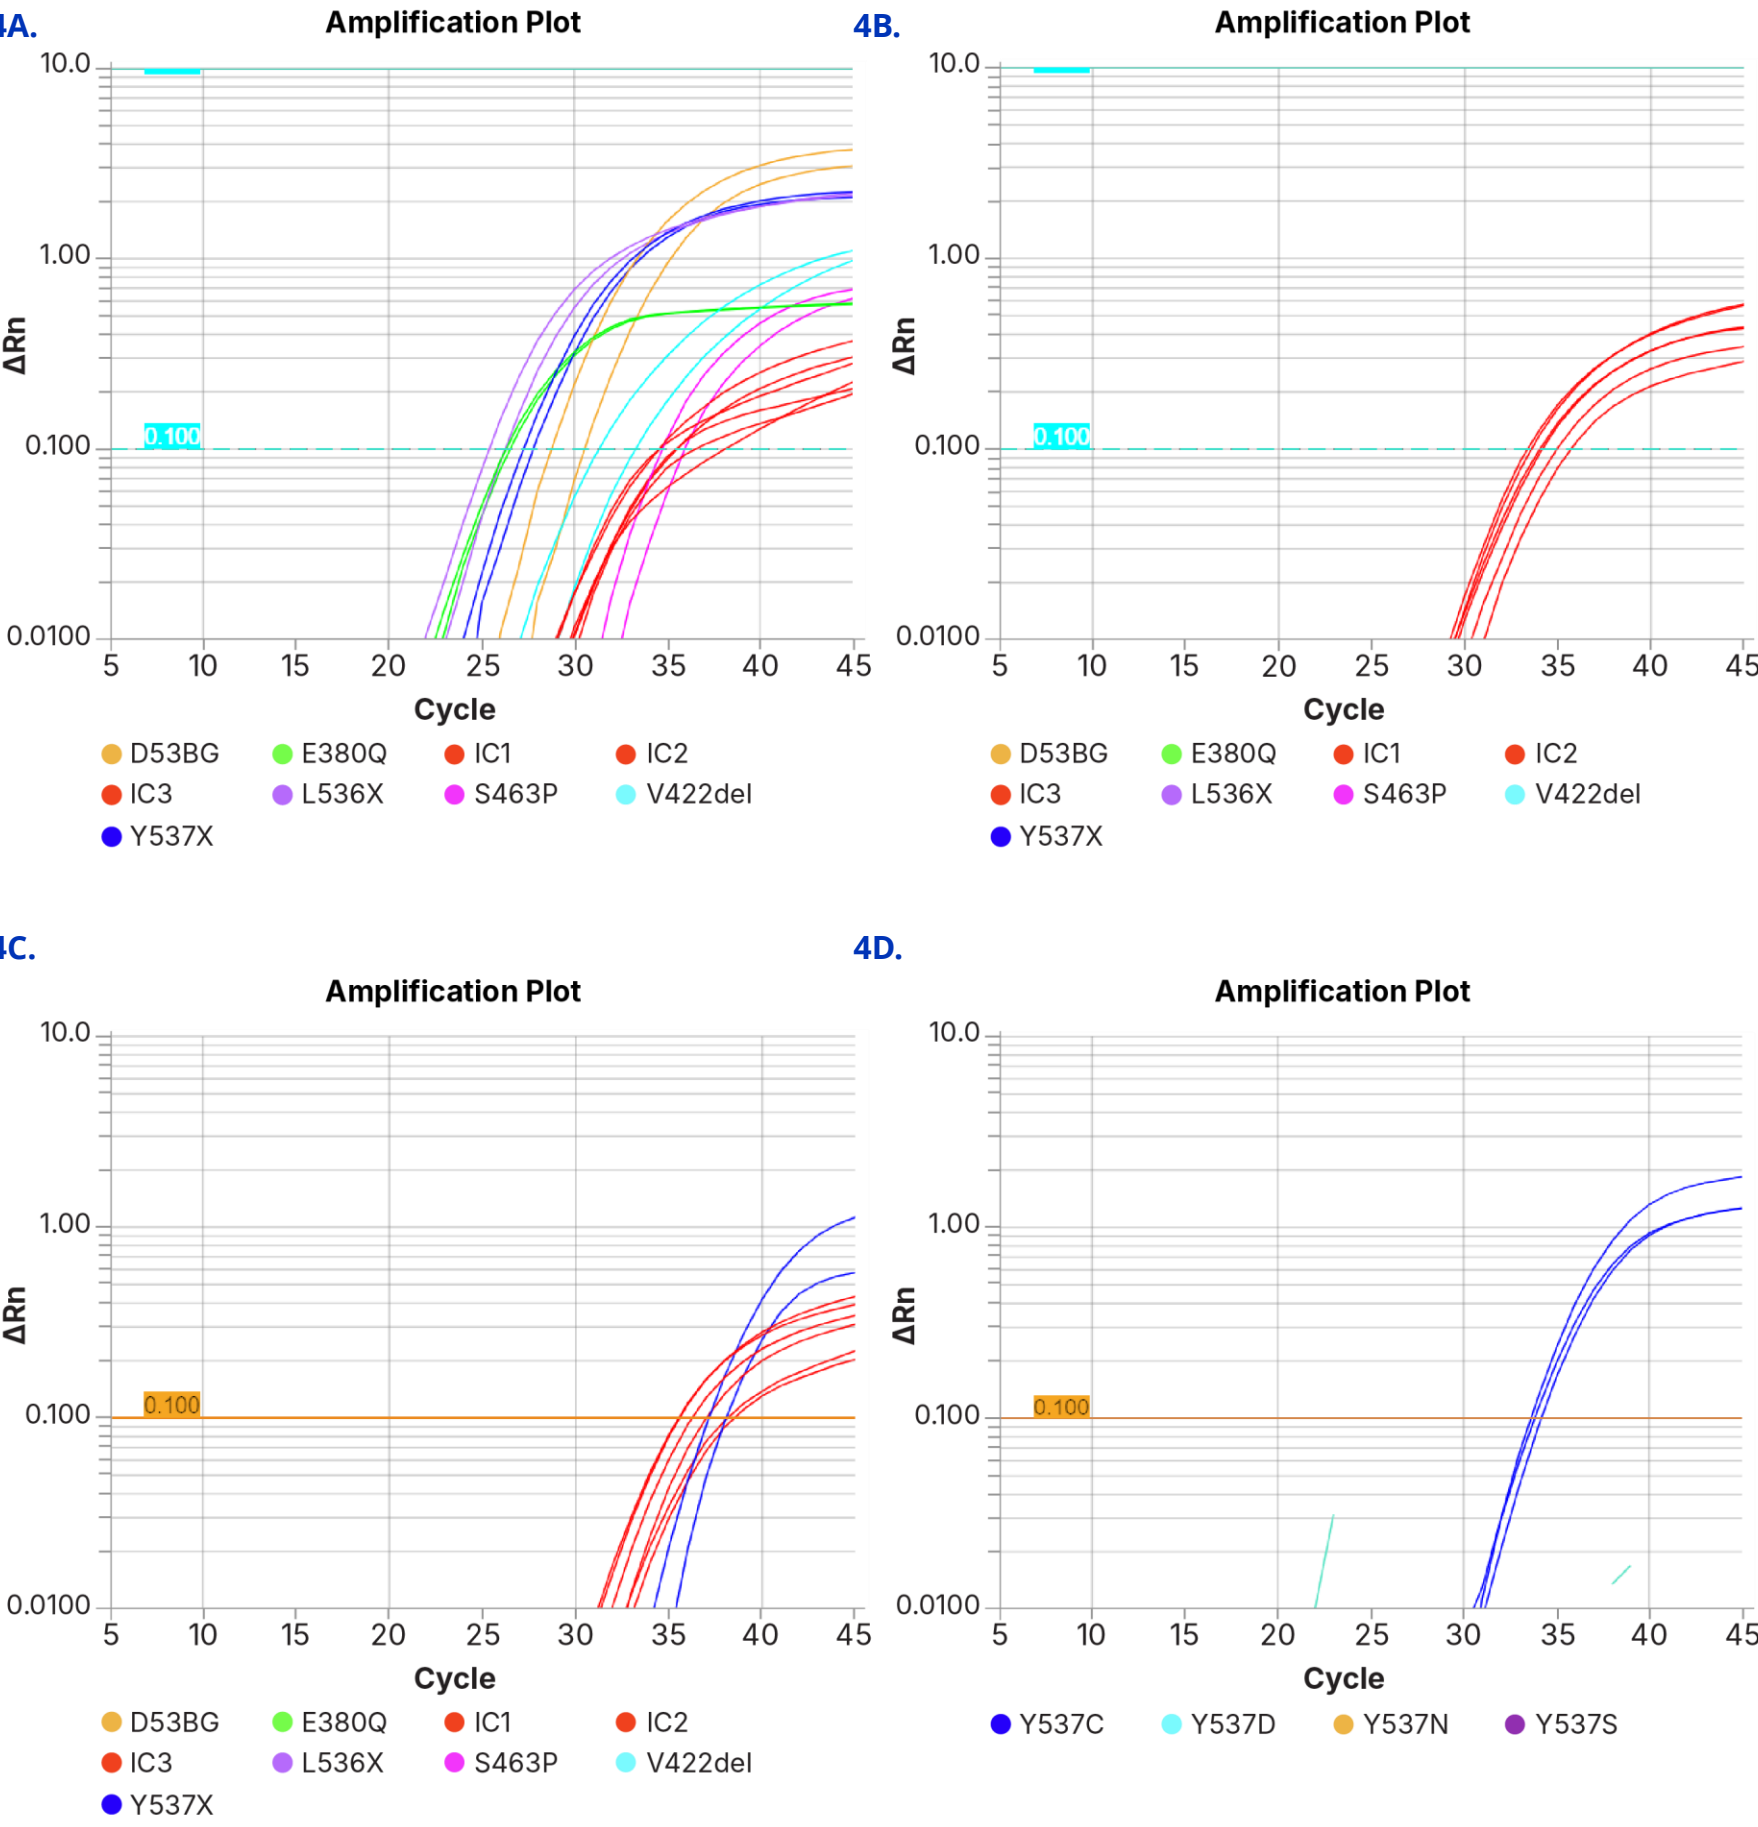 4A.
Amplification Plot
10.0
1.00
0.100
0.0100
0.100
ΔRn
5 10 15 20 25 30 35 40 45
Cycle
D53BG E380Q IC1 IC2
IC3 L536X S463P V422del
Y537X
4B.
Amplification Plot
10.0
1.00
0.100
0.0100
0.100
ΔRn
5 10 15 20 25 30 35 40 45
Cycle
D53BG E380Q IC1 IC2
IC3 L536X S463P V422del
Y537X
4C.
Amplification Plot
10.0
1.00
0.100
0.0100
0.100
ΔRn
5 10 15 20 25 30 35 40 45
Cycle
D53BG E380Q IC1 IC2
IC3 L536X S463P V422del
Y537X
4D.
Amplification Plot
10.0
1.00
0.100
0.0100
0.100
ΔRn
5 10 15 20 25 30 35 40 45
Cycle
Y537C Y537D Y537N Y537S